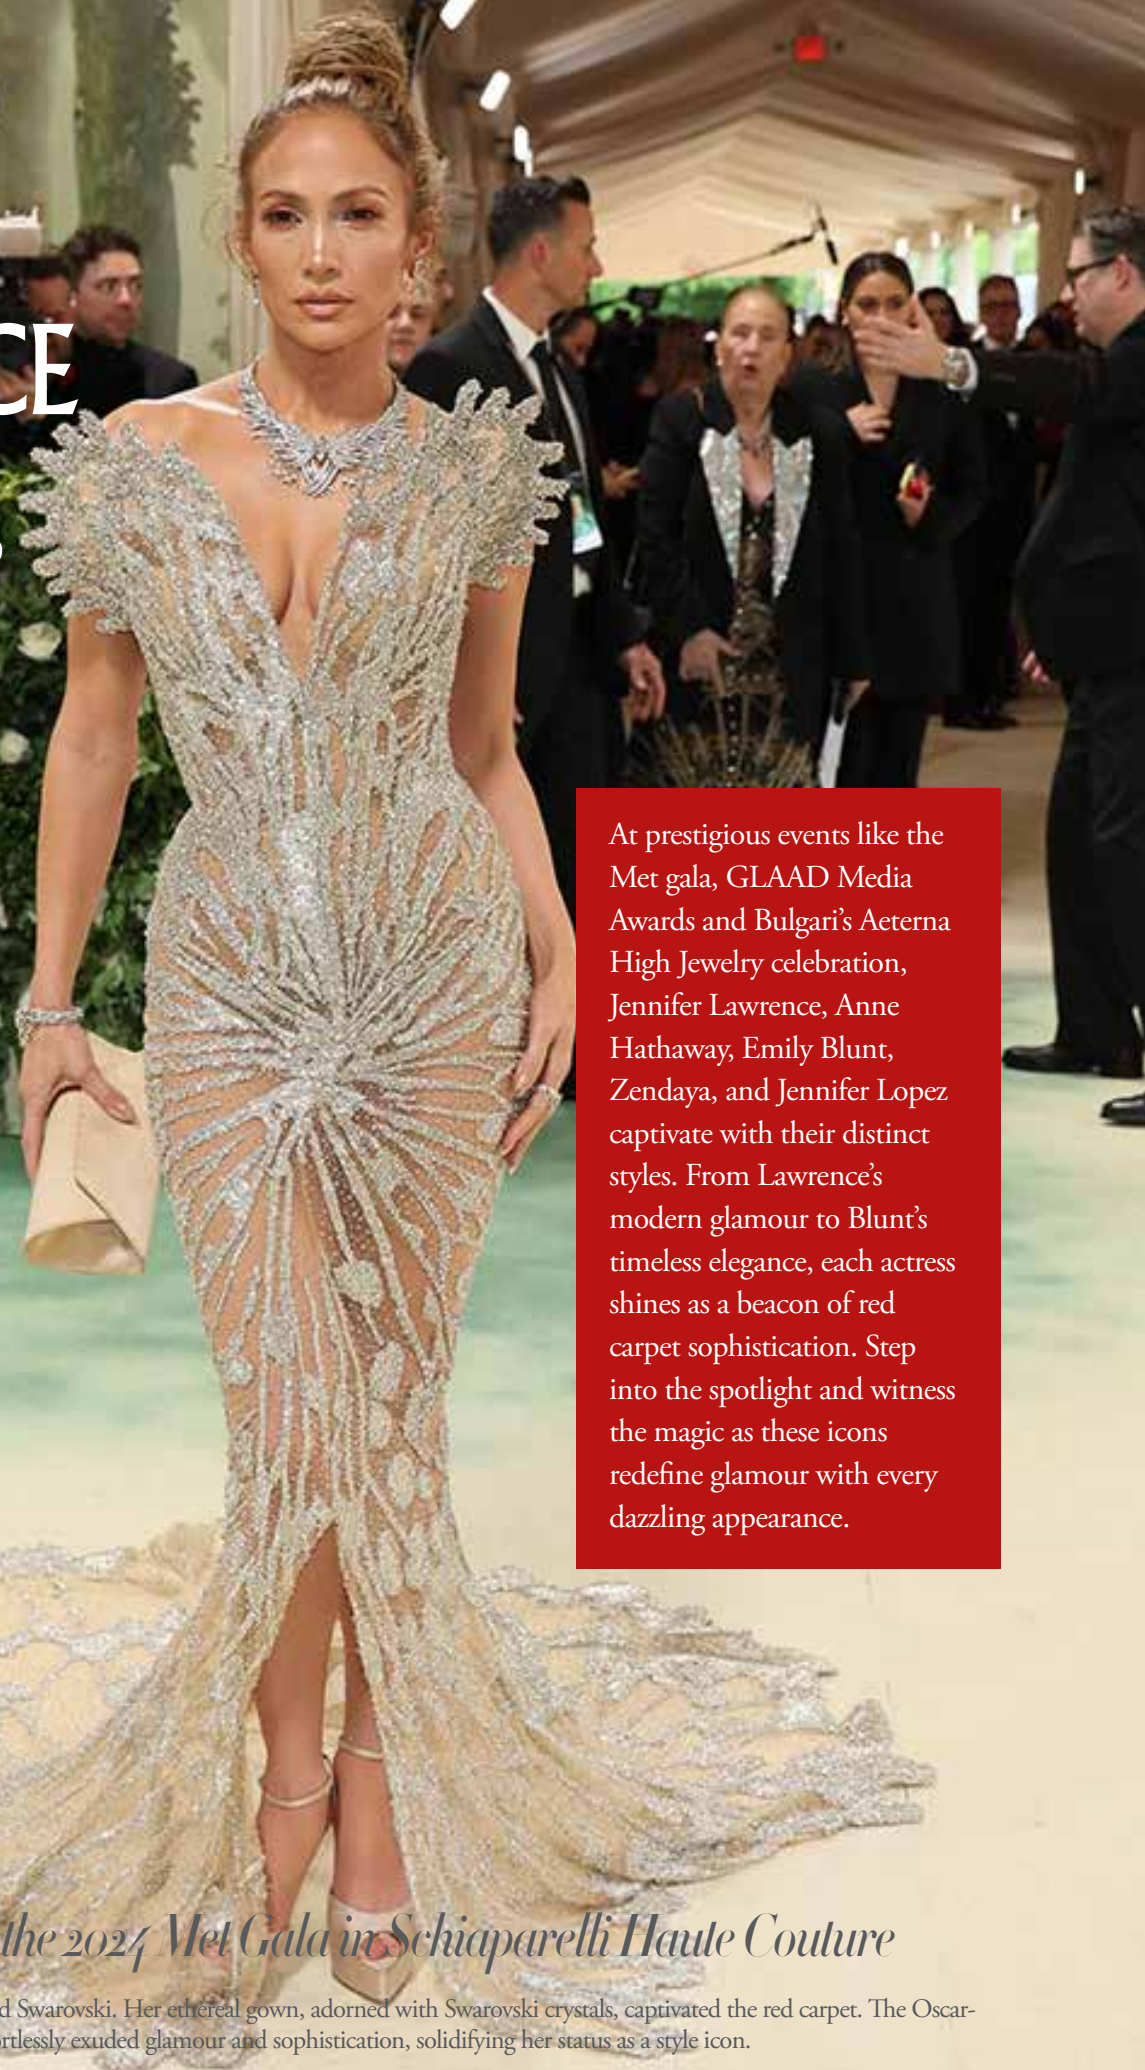 CE
At prestigious events like the
Met gala, GLAAD Media
Awards and Bulgari’s Aeterna
High Jewelry celebration,
Jennifer Lawrence, Anne
Hathaway, Emily Blunt,
Zendaya, and Jennifer Lopez
captivate with their distinct
styles. From Lawrence’s
modern glamour to Blunt’s
timeless elegance, each actress
shines as a beacon of red
carpet sophistication. Step
into the spotlight and witness
the magic as these icons
redefine glamour with every
dazzling appearance.
the 2024 Met Gala in Schiaparelli Haute Couture
d Swarovski. Her ethereal gown, adorned with Swarovski crystals, captivated the red carpet. The Oscar-
rtlessly exuded glamour and sophistication, solidifying her status as a style icon.